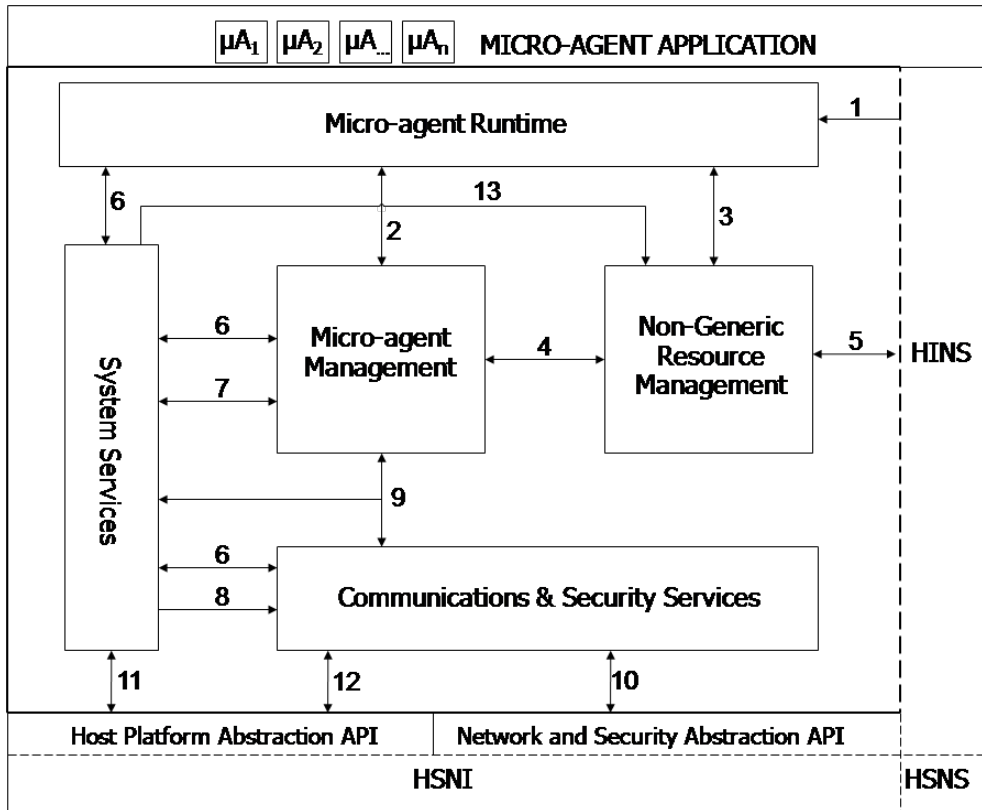 µA1 µA2 µA... µAn MICRO-AGENT APPLICATION
Micro-agent Runtime
1
6
13
2
3
Micro-agent
Management
Non-Generic
Resource
Management
System Services
6
4
5
HINS
7
9
6
8
Communications & Security Services
11
12
10
Host Platform Abstraction API
Network and Security Abstraction API
HSNI
HSNS